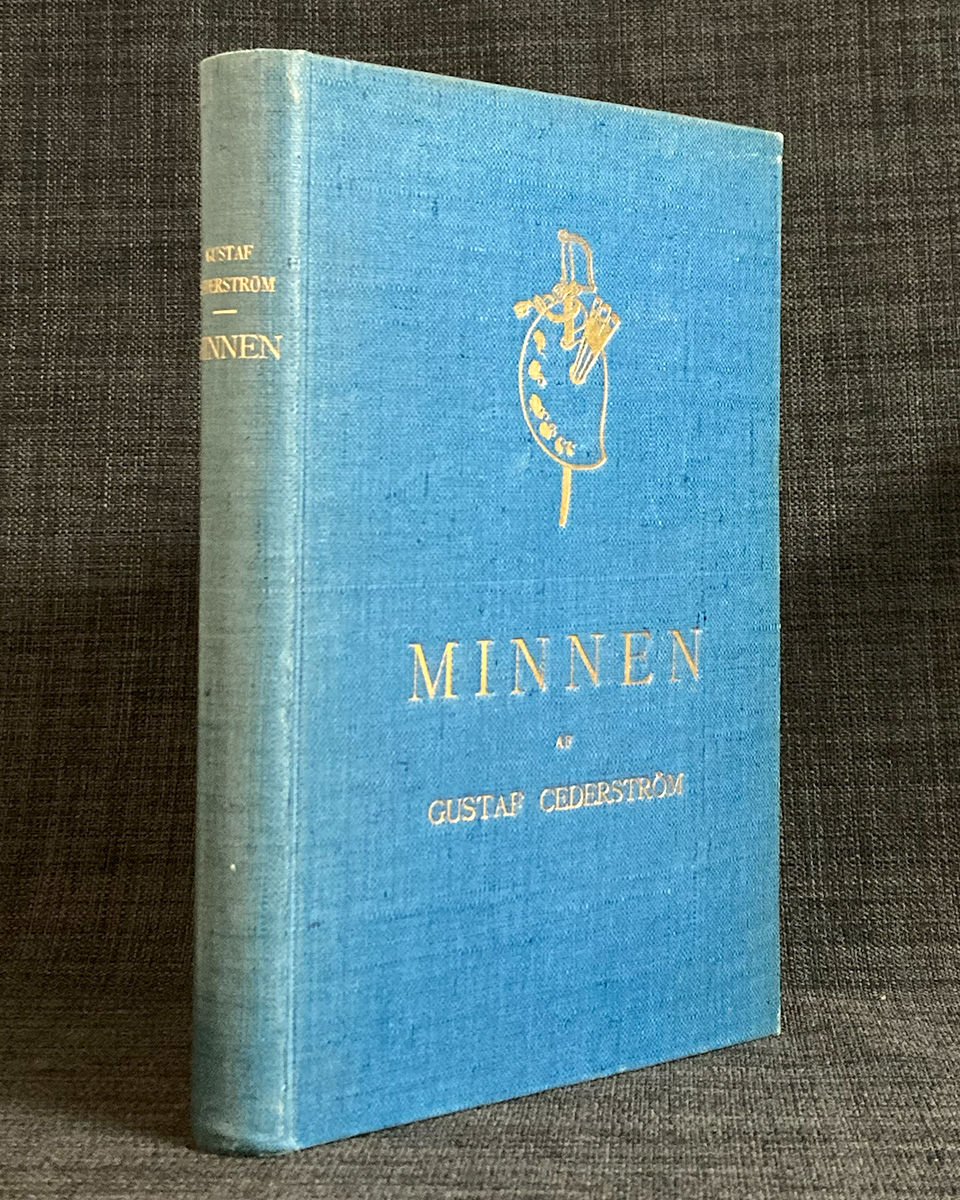 GUSTAF
CEDERSTRÖM
MINNEN
MINNEN
AF
GUSTAF CEDERSTRÖM